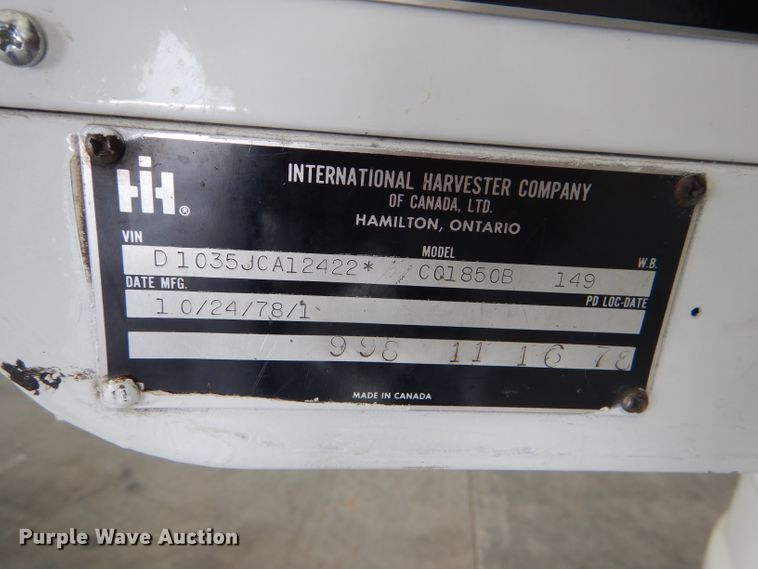 IH®
INTERNATIONAL HARVESTER COMPANY
OF CANADA, LTD.
HAMILTON, ONTARIO
VIN MODEL W.B.
D1035JCA12422* CO1850B 149
DATE MFG. PD LOC-DATE
10/24/78/1
998 11 16 78
MADE IN CANADA
Purple Wave Auction